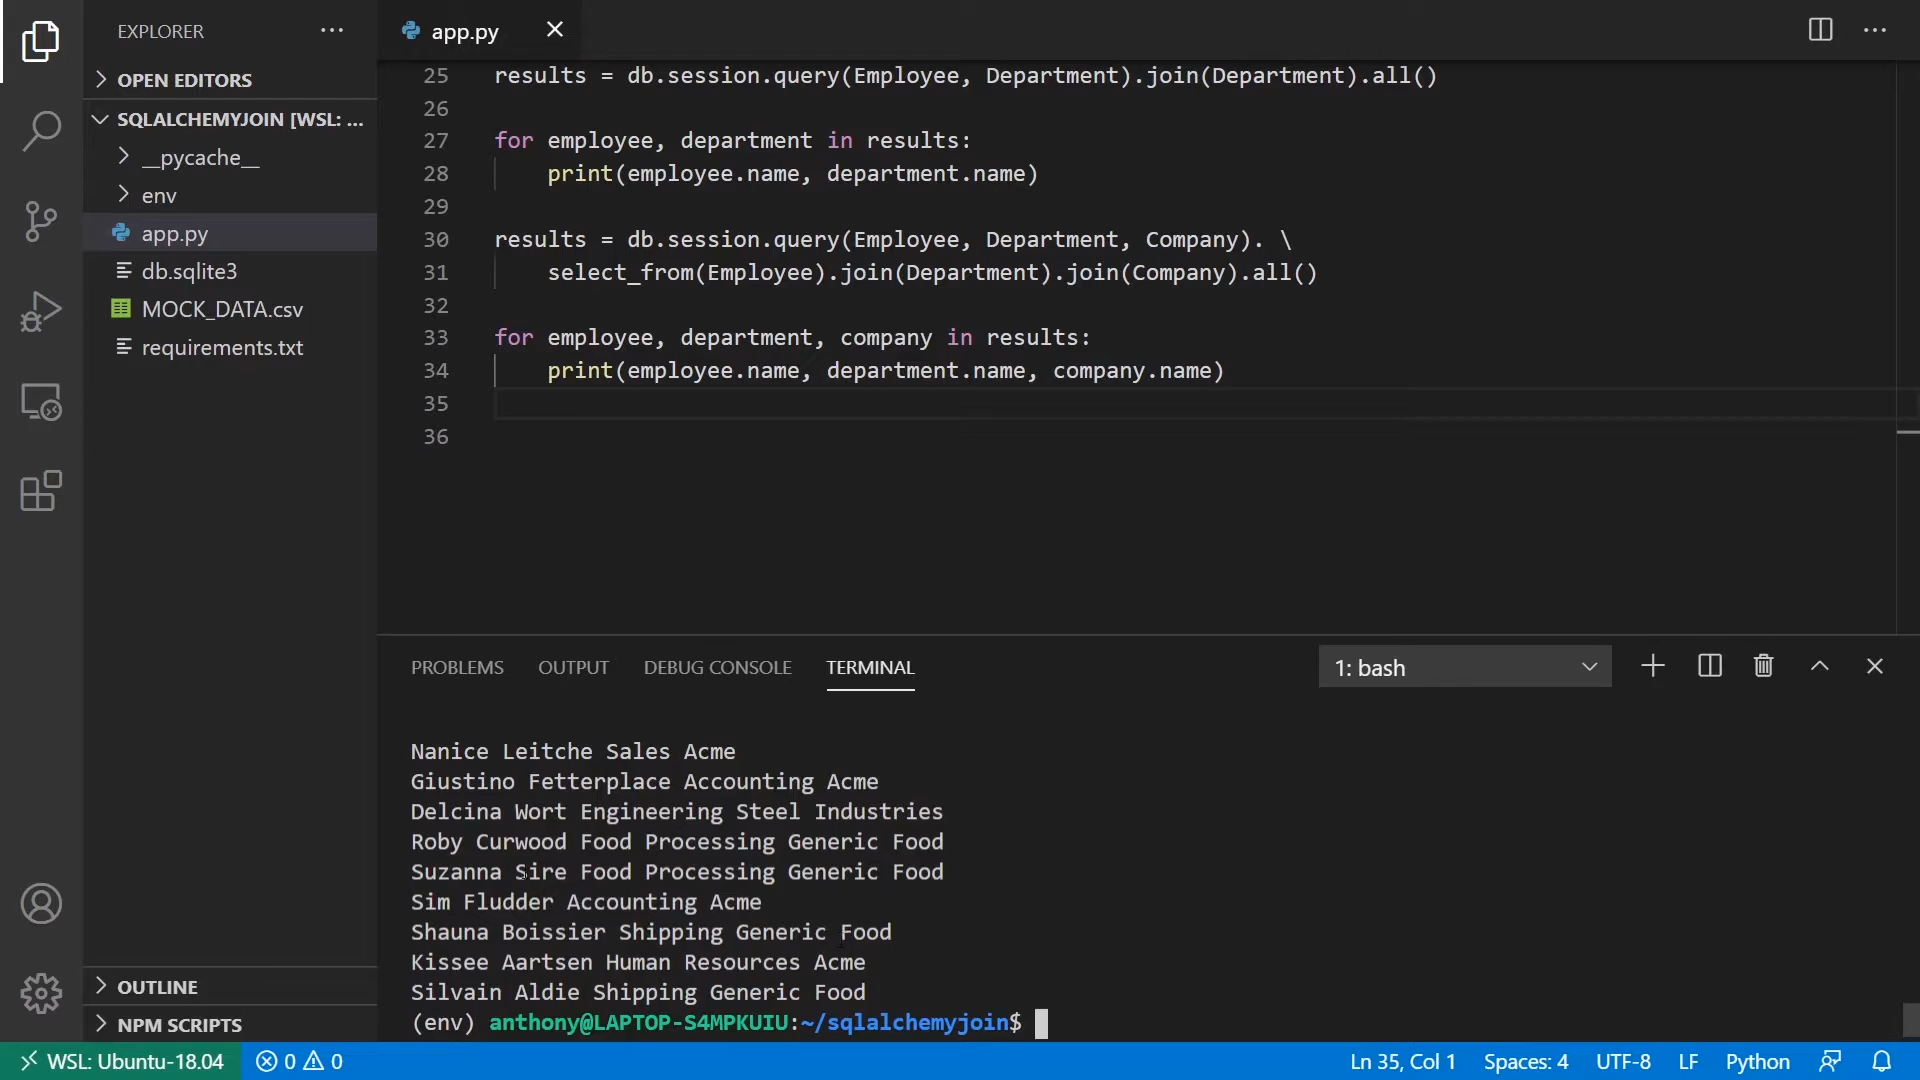 EXPLORER
OPEN EDITORS
SQLALCHEMYJOIN [WSL: ...
__pycache__
env
app.py
db.sqlite3
MOCK_DATA.csv
requirements.txt
OUTLINE
NPM SCRIPTS
app.py
25 results = db.session.query(Employee, Department).join(Department).all()
26
27 for employee, department in results:
28     print(employee.name, department.name)
29
30 results = db.session.query(Employee, Department, Company). \
31     select_from(Employee).join(Department).join(Company).all()
32
33 for employee, department, company in results:
34     print(employee.name, department.name, company.name)
35
36
PROBLEMS OUTPUT DEBUG CONSOLE TERMINAL 1: bash
Nanice Leitche Sales Acme
Giustino Fetterplace Accounting Acme
Delcina Wort Engineering Steel Industries
Roby Curwood Food Processing Generic Food
Suzanna Sire Food Processing Generic Food
Sim Fludder Accounting Acme
Shauna Boissier Shipping Generic Food
Kissee Aartsen Human Resources Acme
Silvain Aldie Shipping Generic Food
(env) anthony@LAPTOP-S4MPKUIU:~/sqlalchemyjoin$
WSL: Ubuntu-18.04 0 0 Ln 35, Col 1 Spaces: 4 UTF-8 LF Python